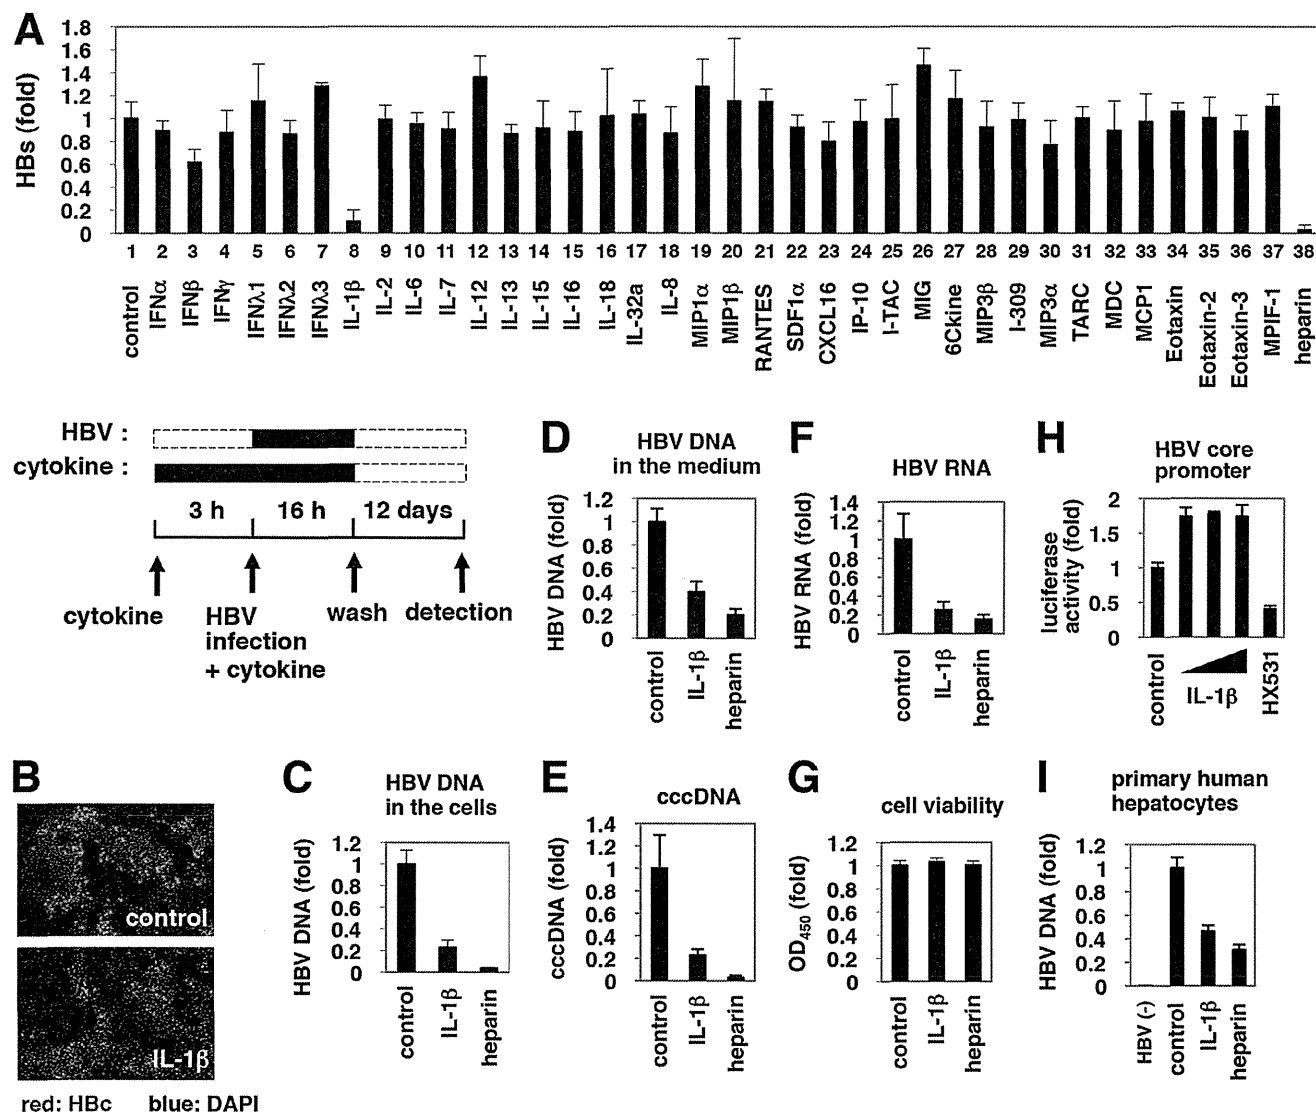 A
HBs (fold)
1.8
1.6
1.4
1.2
1
0.8
0.6
0.4
0.2
0
1 2 3 4 5 6 7 8 9 10 11 12 13 14 15 16 17 18 19 20 21 22 23 24 25 26 27 28 29 30 31 32 33 34 35 36 37 38
control
IFNα
IFNβ
IFNγ
IFNλ1
IFNλ2
IFNλ3
IL-1β
IL-2
IL-6
IL-7
IL-12
IL-13
IL-15
IL-16
IL-18
IL-32a
IL-8
MIP1α
MIP1β
RANTES
SDF1α
CXCL16
IP-10
I-TAC
MIG
6Ckine
MIP3β
I-309
MIP3α
TARC
MDC
MCP1
Eotaxin
Eotaxin-2
Eotaxin-3
MPIF-1
heparin
HBV :
cytokine :
3 h 16 h 12 days
cytokine
HBV
infection
+ cytokine
wash
detection
D
HBV DNA
in the medium
HBV DNA (fold)
1.2
1
0.8
0.6
0.4
0.2
0
control
IL-1β
heparin
F
HBV RNA
HBV RNA (fold)
1.4
1.2
1
0.8
0.6
0.4
0.2
0
control
IL-1β
heparin
H
HBV core
promoter
luciferase
activity (fold)
2
1.5
1
0.5
0
control
IL-1β
HX531
B
control
IL-1β
red: HBc blue: DAPI
C
HBV DNA
in the cells
HBV DNA (fold)
1.2
1
0.8
0.6
0.4
0.2
0
control
IL-1β
heparin
E
cccDNA
cccDNA (fold)
1.4
1.2
1
0.8
0.6
0.4
0.2
0
control
IL-1β
heparin
G
cell viability
OD450 (fold)
1.2
1
0.8
0.6
0.4
0.2
0
control
IL-1β
heparin
I
primary human
hepatocytes
HBV DNA (fold)
1.2
1
0.8
0.6
0.4
0.2
0
HBV (-)
control
IL-1β
heparin